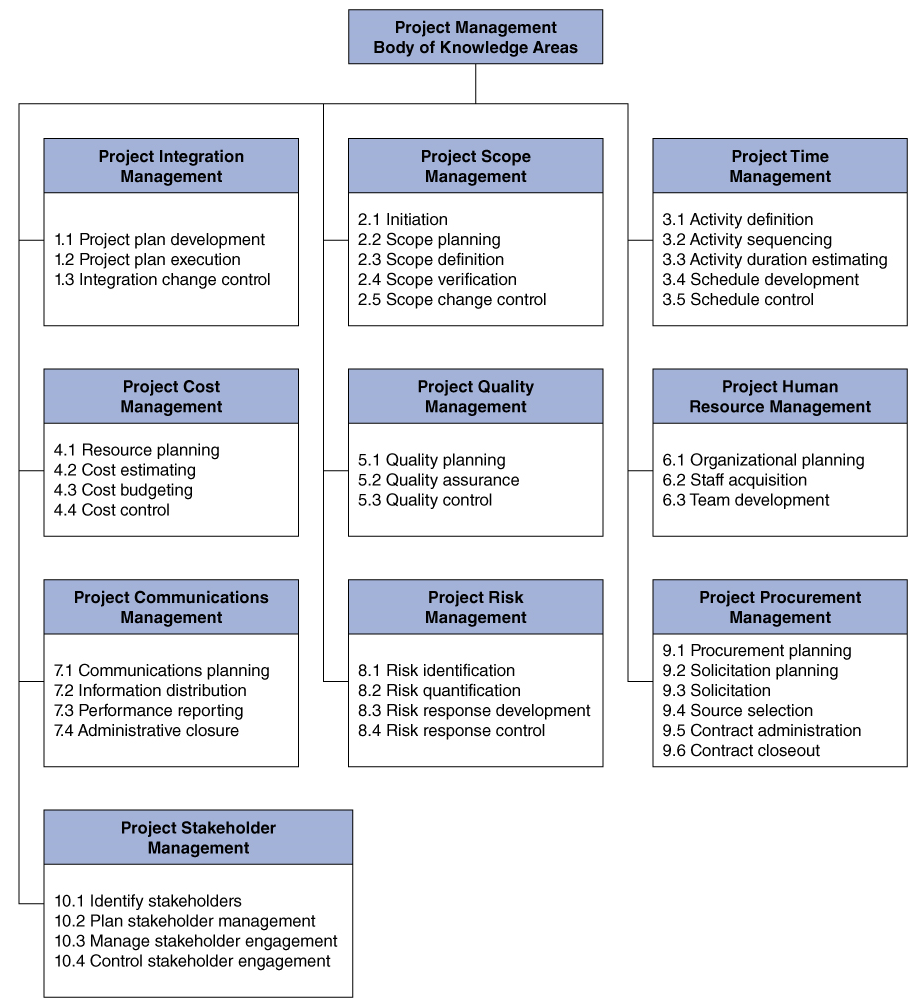 Project Management
Body of Knowledge Areas
Project Integration
Management
1.1 Project plan development
1.2 Project plan execution
1.3 Integration change control
Project Scope
Management
2.1 Initiation
2.2 Scope planning
2.3 Scope definition
2.4 Scope verification
2.5 Scope change control
Project Time
Management
3.1 Activity definition
3.2 Activity sequencing
3.3 Activity duration estimating
3.4 Schedule development
3.5 Schedule control
Project Cost
Management
4.1 Resource planning
4.2 Cost estimating
4.3 Cost budgeting
4.4 Cost control
Project Quality
Management
5.1 Quality planning
5.2 Quality assurance
5.3 Quality control
Project Human
Resource Management
6.1 Organizational planning
6.2 Staff acquisition
6.3 Team development
Project Communications
Management
7.1 Communications planning
7.2 Information distribution
7.3 Performance reporting
7.4 Administrative closure
Project Risk
Management
8.1 Risk identification
8.2 Risk quantification
8.3 Risk response development
8.4 Risk response control
Project Procurement
Management
9.1 Procurement planning
9.2 Solicitation planning
9.3 Solicitation
9.4 Source selection
9.5 Contract administration
9.6 Contract closeout
Project Stakeholder
Management
10.1 Identify stakeholders
10.2 Plan stakeholder management
10.3 Manage stakeholder engagement
10.4 Control stakeholder engagement